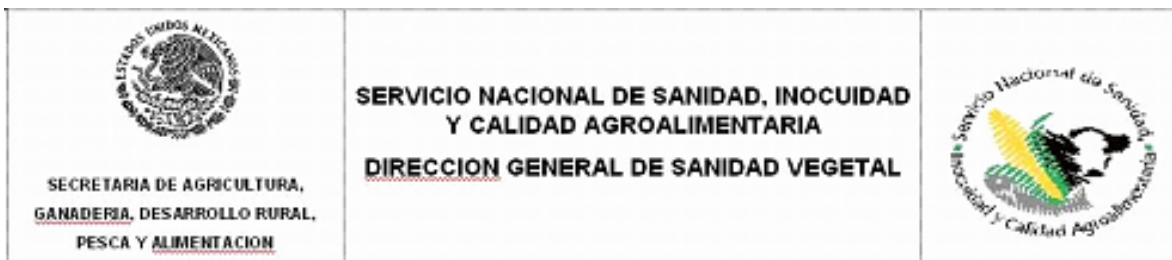 ESTADOS UNIDOS MEXICANOS
SECRETARIA DE AGRICULTURA,
GANADERIA, DESARROLLO RURAL,
PESCA Y ALIMENTACION
SERVICIO NACIONAL DE SANIDAD, INOCUIDAD
Y CALIDAD AGROALIMENTARIA
DIRECCION GENERAL DE SANIDAD VEGETAL
Servicio Nacional de Sanidad,
Inocuidad y Calidad Agroalimentaria